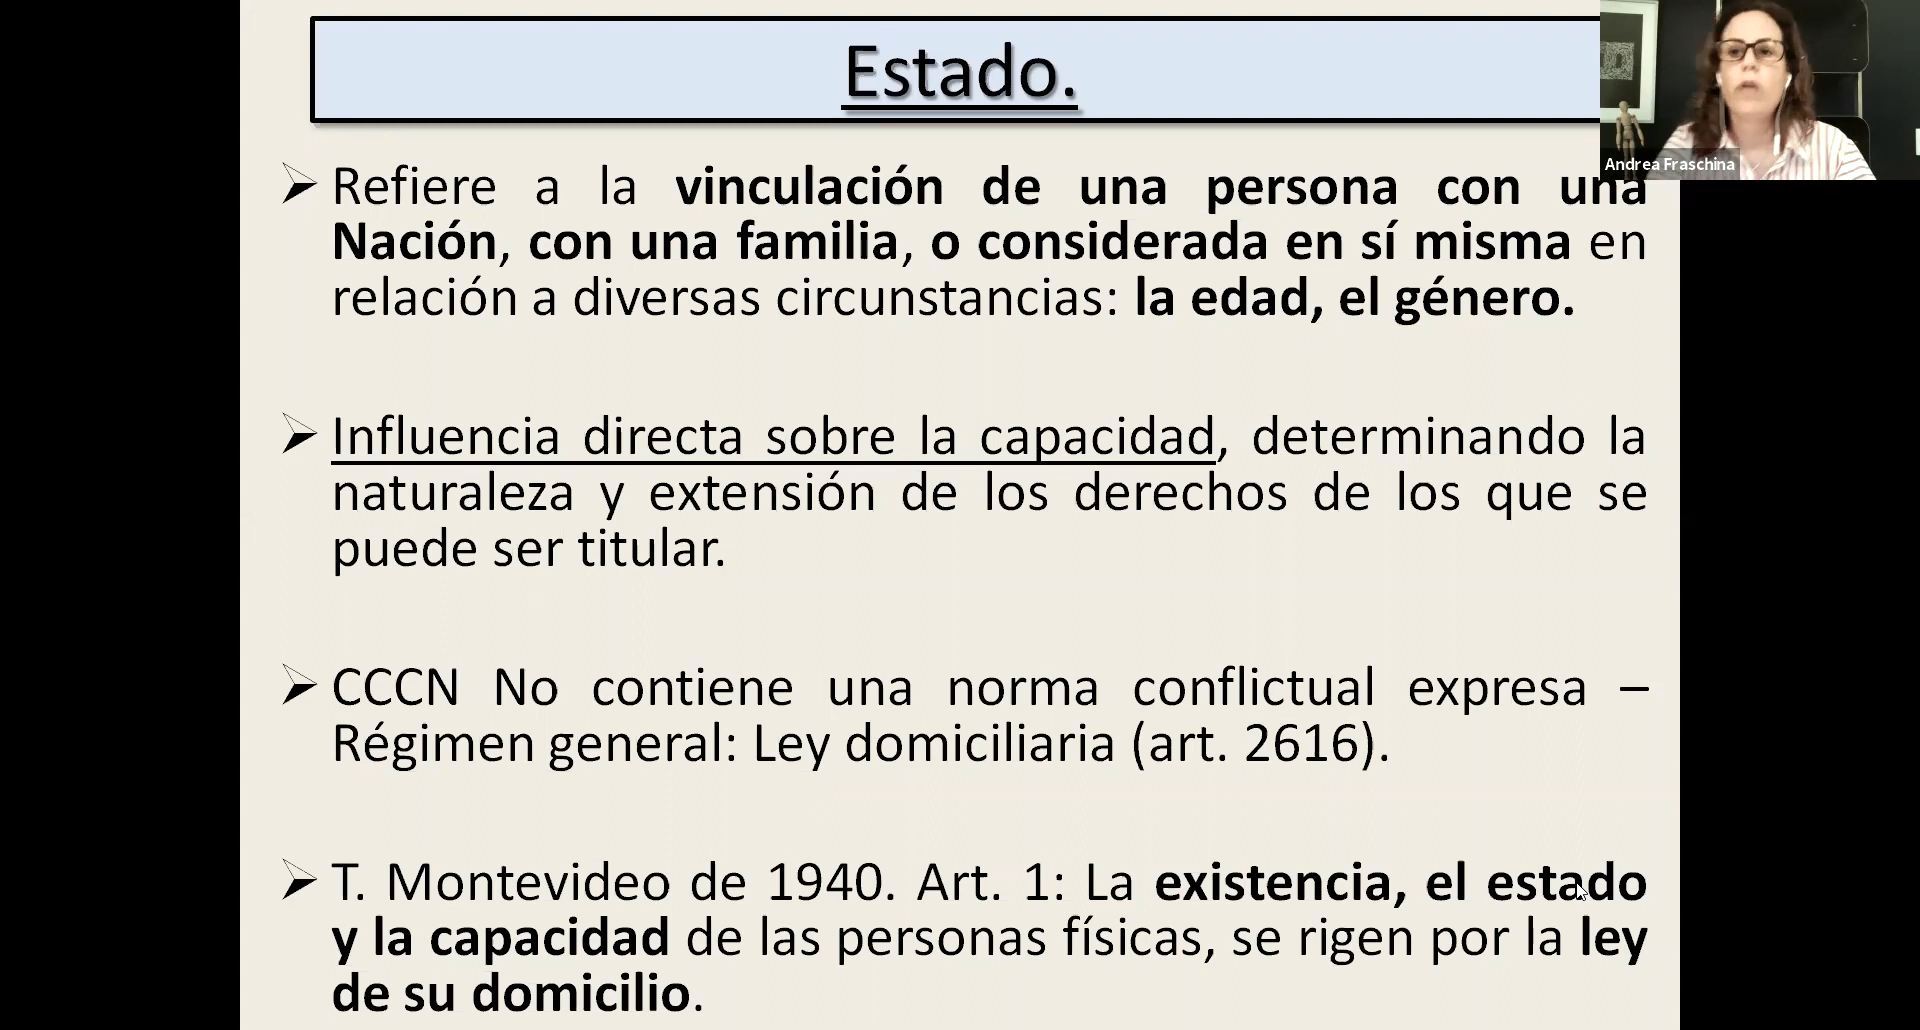 Estado.
Andrea Fraschina
➢ Refiere a la vinculación de una persona con una
Nación, con una familia, o considerada en sí misma en
relación a diversas circunstancias: la edad, el género.
➢ Influencia directa sobre la capacidad, determinando la
naturaleza y extensión de los derechos de los que se
puede ser titular.
➢ CCCN No contiene una norma conflictual expresa –
Régimen general: Ley domiciliaria (art. 2616).
➢ T. Montevideo de 1940. Art. 1: La existencia, el estado
y la capacidad de las personas físicas, se rigen por la ley
de su domicilio.